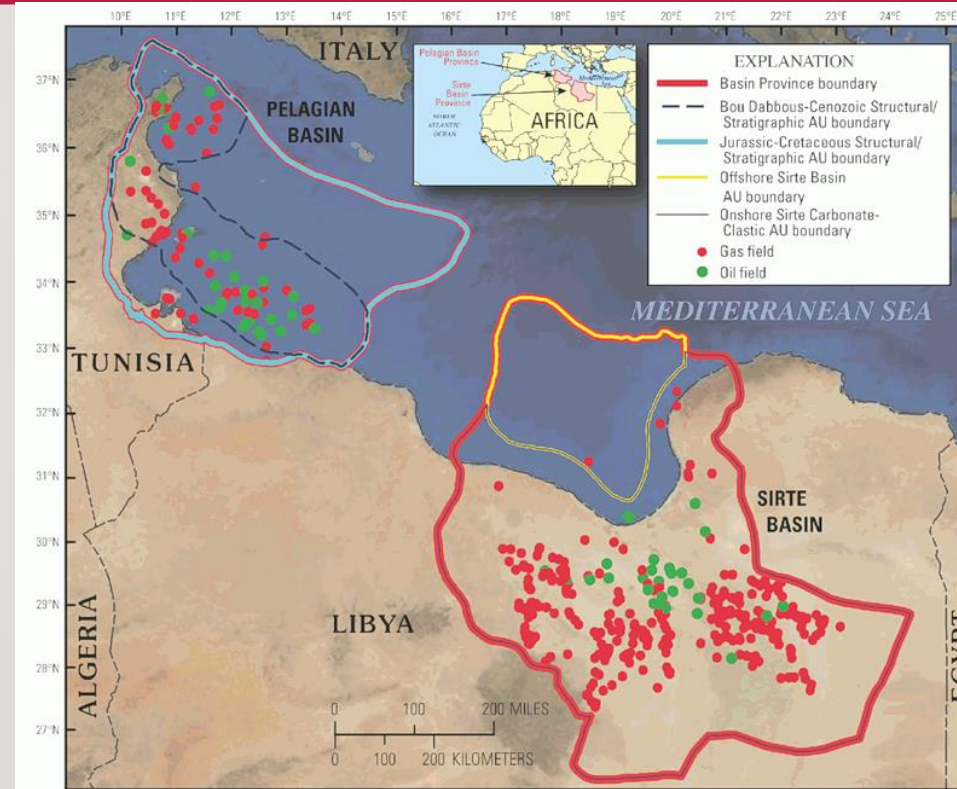 10°E 11°E 12°E 13°E 14°E 15°E 16°E 17°E 18°E 19°E 20°E 21°E 22°E 23°E 24°E 25°E
37°N
36°N
35°N
34°N
33°N
32°N
31°N
30°N
29°N
28°N
27°N
ITALY
PELAGIAN
BASIN
Pelagian Basin
Province
Sirte
Basin
Province
Mediterranean
Sea
NORTH
ATLANTIC
OCEAN
AFRICA
EXPLANATION
Basin Province boundary
Bou Dabbous-Cenozoic Structural/
Stratigraphic AU boundary
Jurassic-Cretaceous Structural/
Stratigraphic AU boundary
Offshore Sirte Basin
AU boundary
Onshore Sirte Carbonate-
Clastic AU boundary
Gas field
Oil field
MEDITERRANEAN SEA
TUNISIA
SIRTE
BASIN
ALGERIA
LIBYA
EGYPT
0 100 200 MILES
0 100 200 KILOMETERS